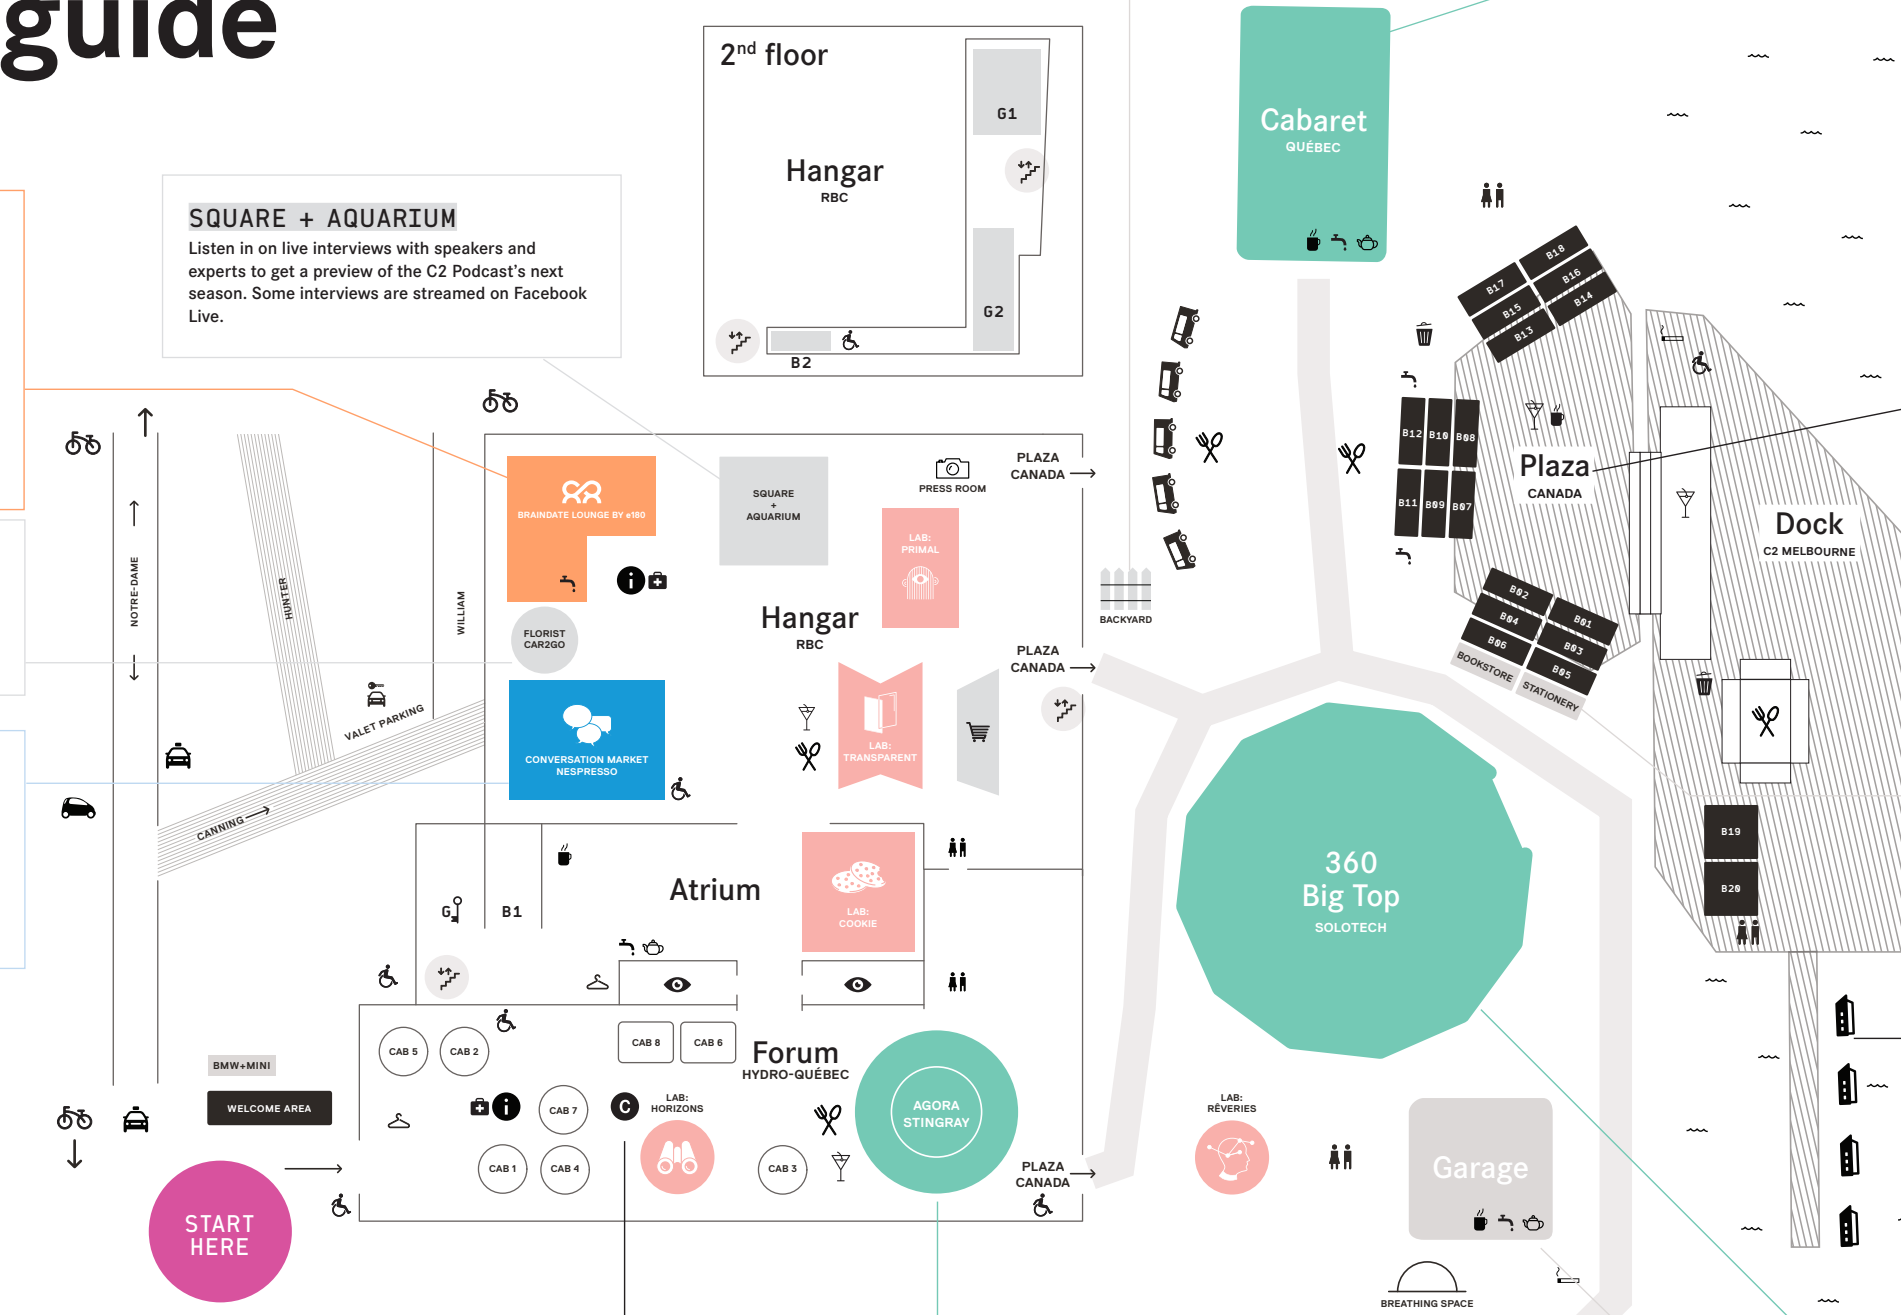 guide
2nd floor
G1
Hangar
RBC
G2
B2
Cabaret
QUÉBEC
SQUARE + AQUARIUM
Listen in on live interviews with speakers and
experts to get a preview of the C2 Podcast's next
season. Some interviews are streamed on Facebook
Live.
B18
B17
B16
B15
B14
B13
B12
B10
B08
B11
B09
B07
Plaza
CANADA
Dock
C2 MELBOURNE
PLAZA
CANADA
PRESS ROOM
SQUARE
+
AQUARIUM
BRAINDATE LOUNGE BY e180
LAB:
PRIMAL
NOTRE-DAME
HUNTER
WILLIAM
FLORIST
CAR2GO
Hangar
RBC
BACKYARD
PLAZA
CANADA
B02
B01
B04
B03
B06
B05
BOOKSTORE
STATIONERY
VALET PARKING
CANNING
CONVERSATION MARKET
NESPRESSO
LAB:
TRANSPARENT
Atrium
G
B1
LAB:
COOKIE
360
Big Top
SOLOTECH
B19
B20
CAB 5
CAB 2
CAB 8
CAB 6
Forum
HYDRO-QUÉBEC
BMW+MINI
WELCOME AREA
i
CAB 7
C
LAB:
HORIZONS
AGORA
STINGRAY
CAB 1
CAB 4
CAB 3
PLAZA
CANADA
LAB:
RÊVERIES
Garage
START
HERE
BREATHING SPACE
i